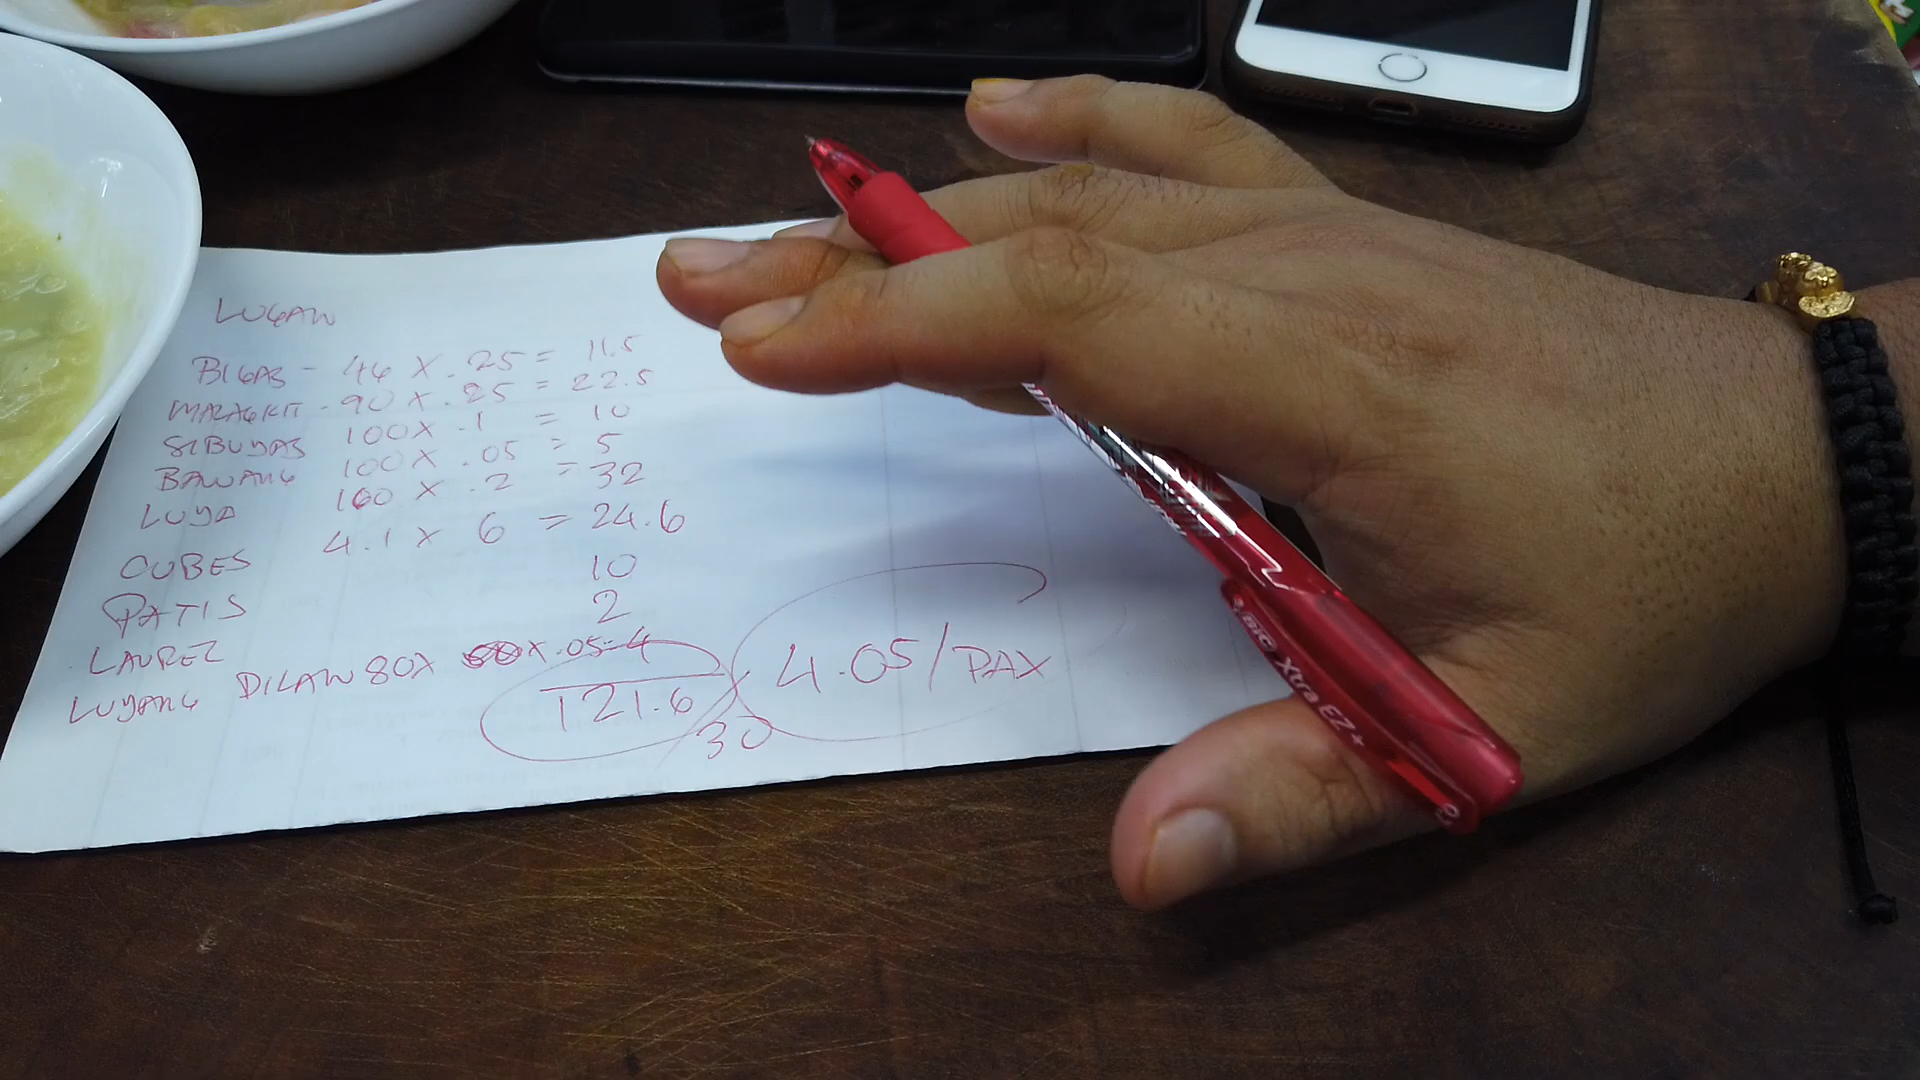 LUGAW
BIGAS - 46 X .25 = 11.5
MALAGKIT - 90 X .25 = 22.5
SIBUYAS 100 X .1 = 10
BAWANG 100 X .05 = 5
LUYA 160 X .2 = 32
CUBES 4.1 X 6 = 24.6
PATIS 10
LAUREL 2
LUYANG DILAW 80 X X .05 = 4
121.6
30
4.05/PAX
BIC Xtra EZ+